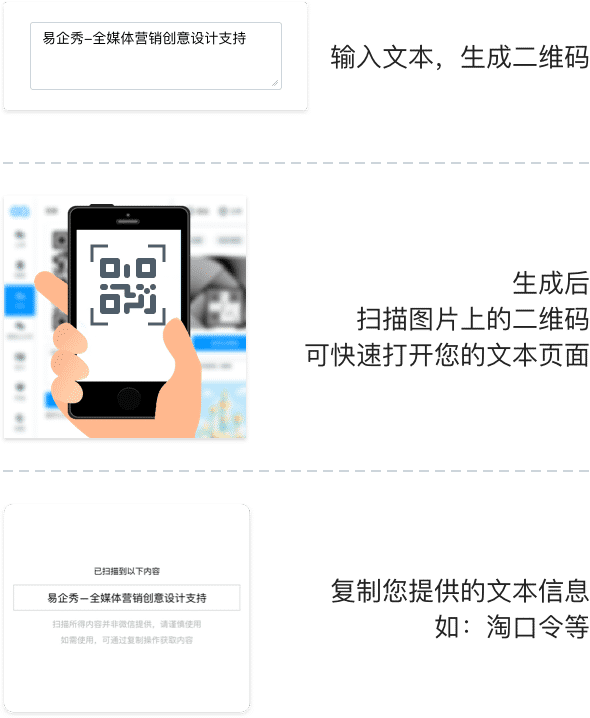 易企秀-全媒体营销创意设计支持
输入文本，生成二维码
生成后
扫描图片上的二维码
可快速打开您的文本页面
已扫描到以下内容
易企秀—全媒体营销创意设计支持
扫描所得内容并非微信提供，请谨慎使用
如需使用，可通过复制操作获取内容
复制您提供的文本信息
如：淘口令等